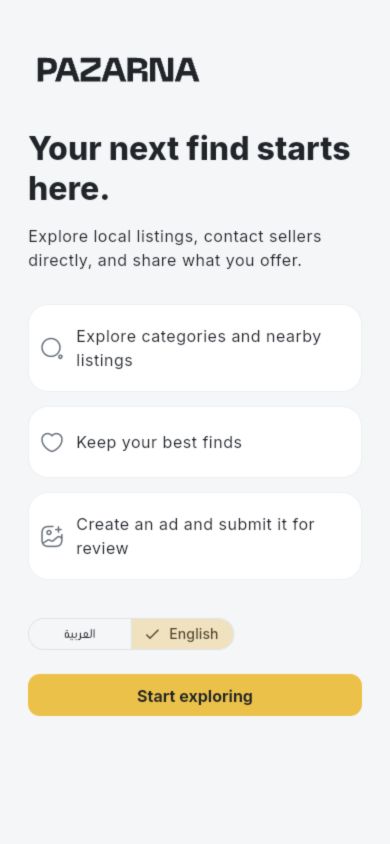 PAZARNA
Your next find starts
here.
Explore local listings, contact sellers
directly, and share what you offer.
Explore categories and nearby
listings
Keep your best finds
Create an ad and submit it for
review
العربية
English
Start exploring